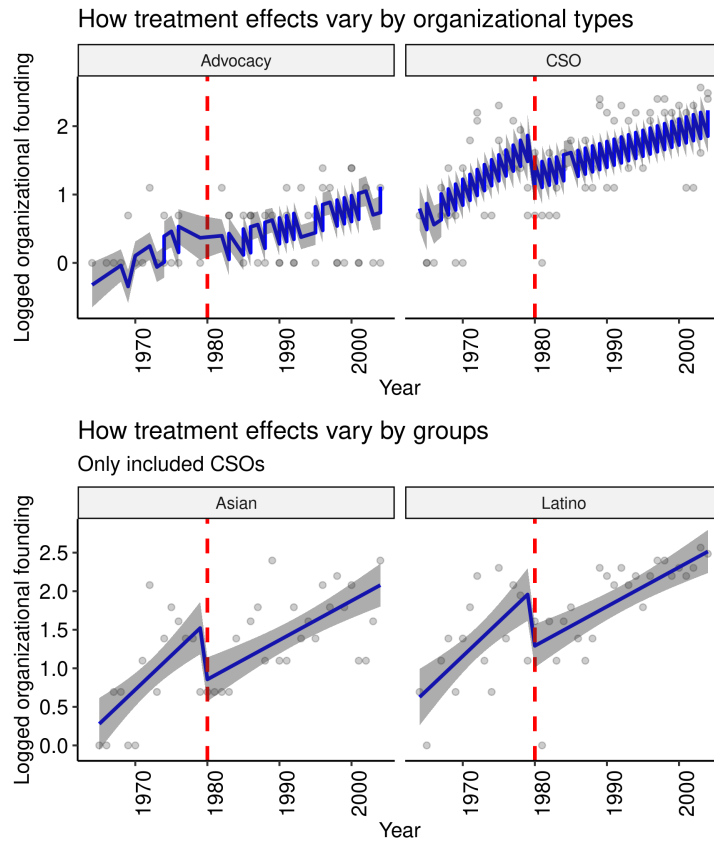 How treatment effects vary by organizational types
Advocacy
CSO
Logged organizational founding
2
1
0
1970
1980
1990
2000
1970
1980
1990
2000
Year
How treatment effects vary by groups
Only included CSOs
Asian
Latino
Logged organizational founding
2.5
2.0
1.5
1.0
0.5
0.0
1970
1980
1990
2000
1970
1980
1990
2000
Year